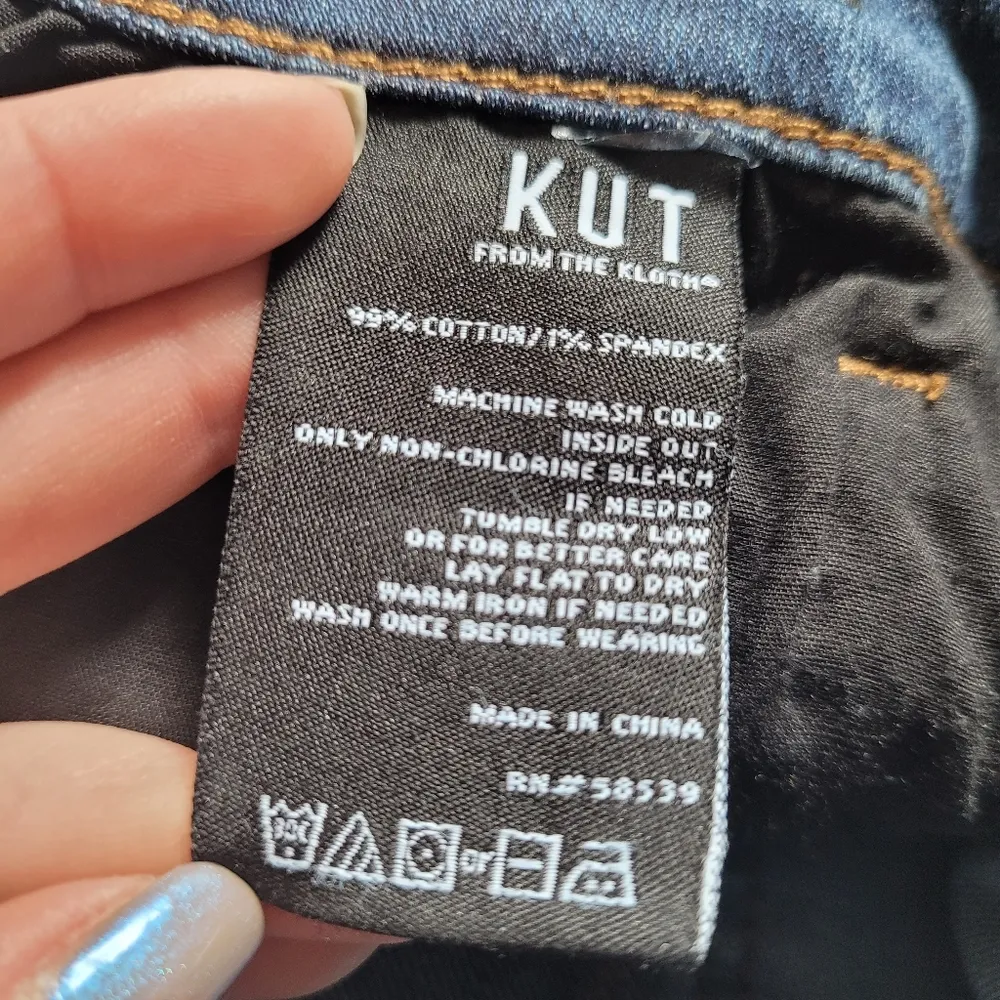 KUT
FROM THE KLOTH®
99% COTTON/1% SPANDEX
MACHINE WASH COLD
INSIDE OUT
ONLY NON-CHLORINE BLEACH
IF NEEDED
TUMBLE DRY LOW
OR FOR BETTER CARE
LAY FLAT TO DRY
WARM IRON IF NEEDED
WASH ONCE BEFORE WEARING
MADE IN CHINA
RN#58539
30C or